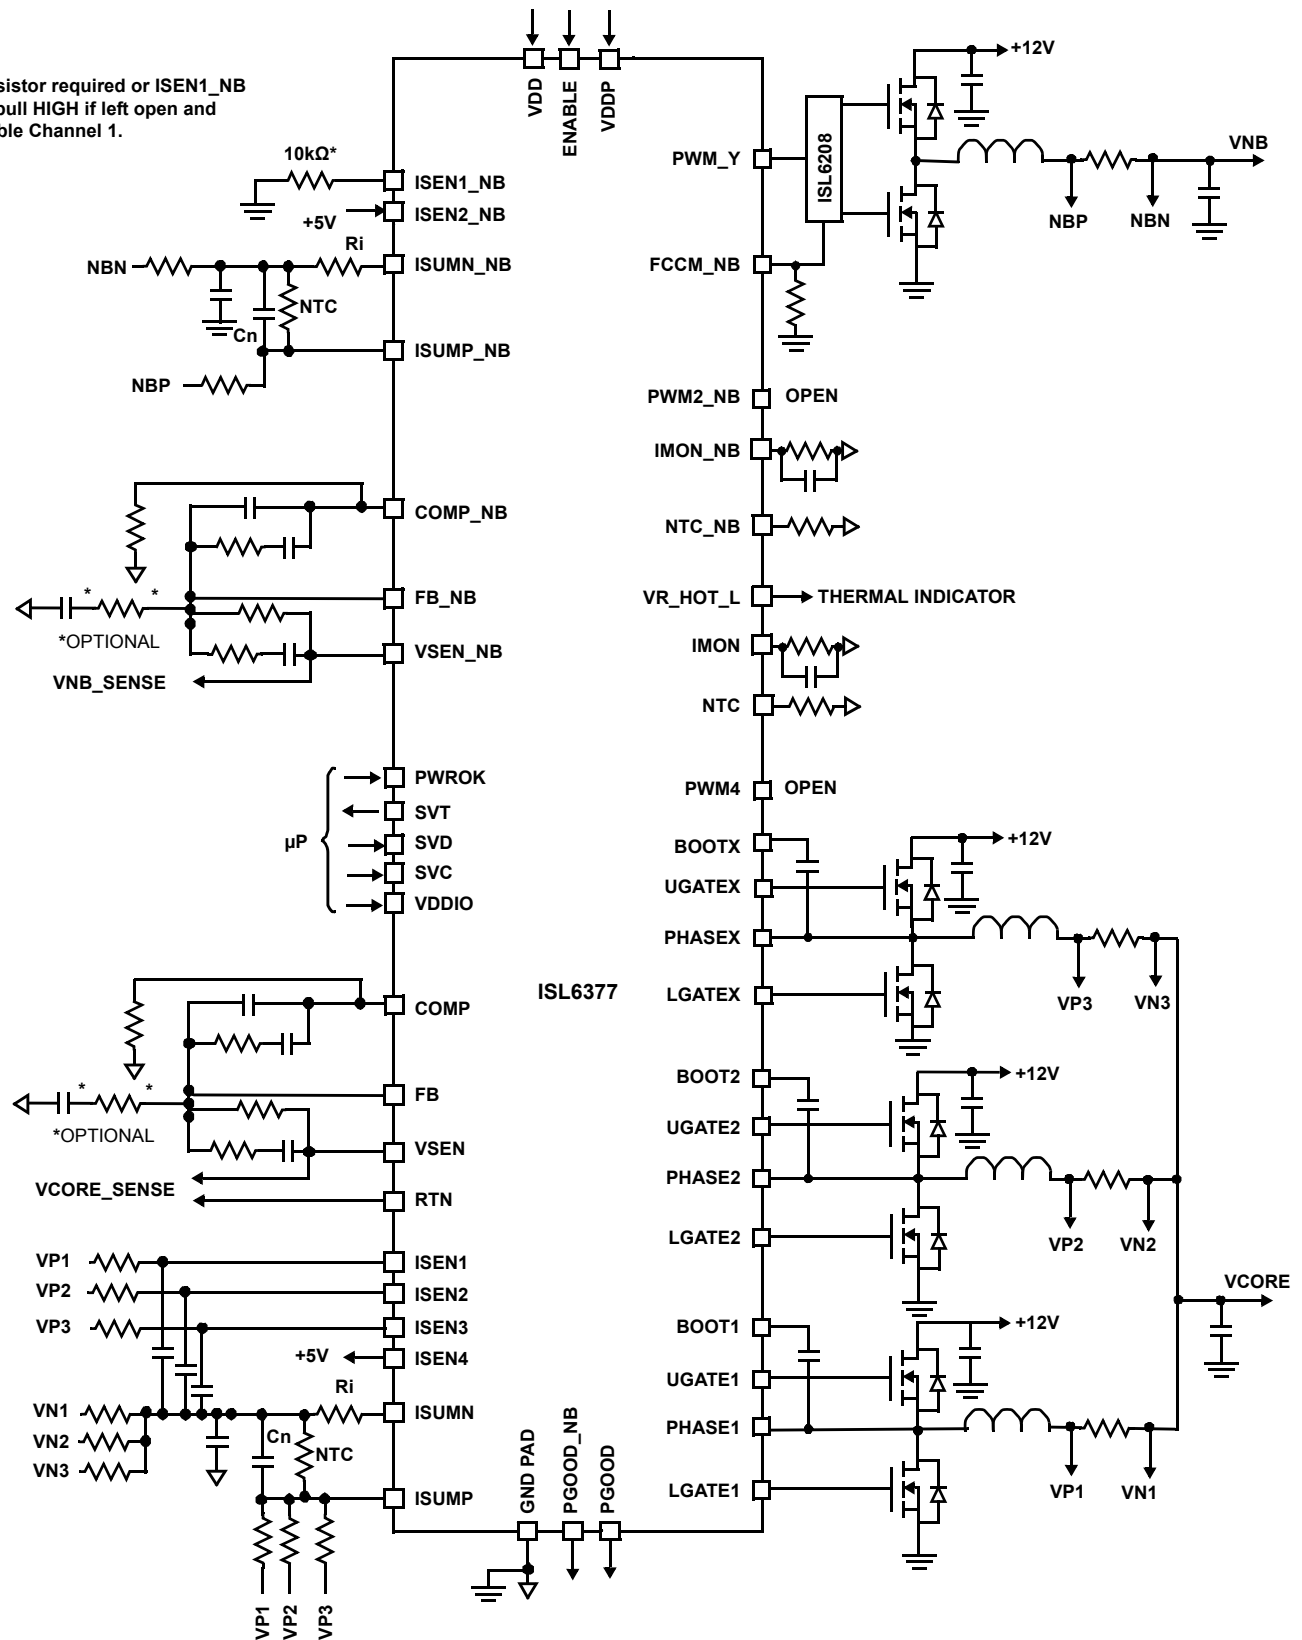 sistor required or ISEN1_NB
pull HIGH if left open and
ble Channel 1.
VDD
ENABLE
VDDP
10kΩ*
ISEN1_NB
+5V
ISEN2_NB
NBN
Ri
ISUMN_NB
NTC
Cn
NBP
ISUMP_NB
COMP_NB
* *
*OPTIONAL
FB_NB
VSEN_NB
VNB_SENSE
µP
PWROK
SVT
SVD
SVC
VDDIO
COMP
* *
*OPTIONAL
FB
VSEN
VCORE_SENSE
RTN
VP1
ISEN1
VP2
ISEN2
VP3
ISEN3
+5V
ISEN4
Ri
VN1
ISUMN
VN2
Cn
NTC
VN3
ISUMP
VP1
VP2
VP3
GND PAD
PGOOD_NB
PGOOD
ISL6377
PWM_Y
ISL6208
+12V
VNB
NBP
NBN
FCCM_NB
PWM2_NB
OPEN
IMON_NB
NTC_NB
VR_HOT_L
THERMAL INDICATOR
IMON
NTC
PWM4
OPEN
BOOTX
+12V
UGATEX
PHASEX
LGATEX
VP3
VN3
BOOT2
+12V
UGATE2
PHASE2
LGATE2
VP2
VN2
VCORE
BOOT1
+12V
UGATE1
PHASE1
LGATE1
VP1
VN1